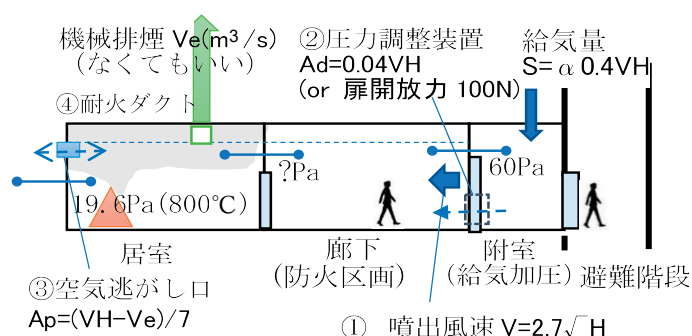 機械排煙 Ve(m³/s)
(なくてもいい)
②圧力調整装置
Ad=0.04VH
(or 扉開放力 100N)
給気量
S=α0.4VH
④耐火ダクト
?Pa
60Pa
19.6Pa(800℃)
居室
廊下
(防火区画)
附室
(給気加圧)
避難階段
③空気逃がし口
Ap=(VH-Ve)/7
① 噴出風速 V=2.7√H